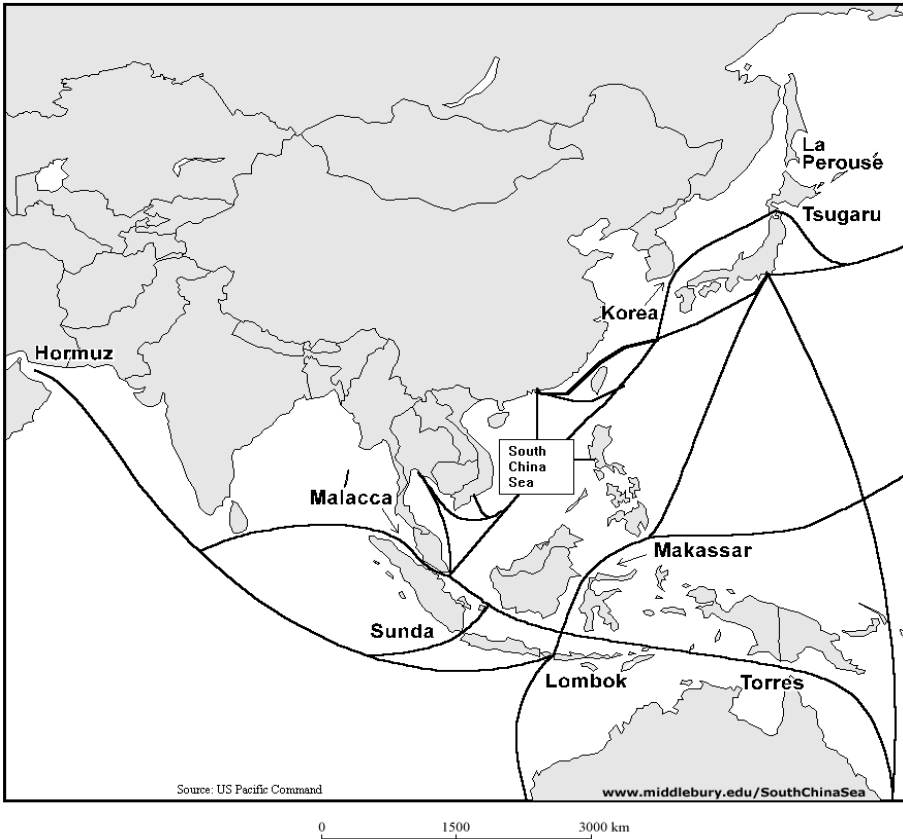 La
Perouse
Tsugaru
Korea
Hormuz
South
China
Sea
Malacca
Makassar
Sunda
Lombok
Torres
Source: US Pacific Command
www.middlebury.edu/SouthChinaSea
0 1500 3000 km